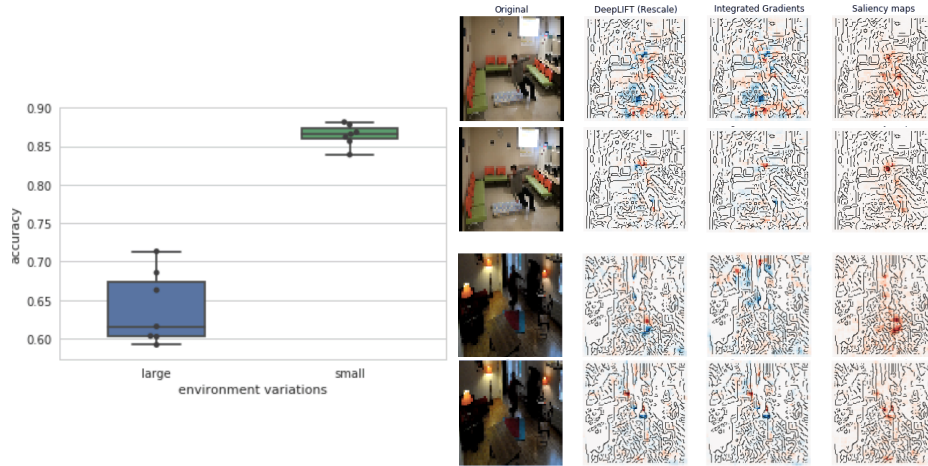 Original
DeepLIFT (Rescale)
Integrated Gradients
Saliency maps
0.90
0.85
0.80
0.75
0.70
0.65
0.60
accuracy
large
small
environment variations